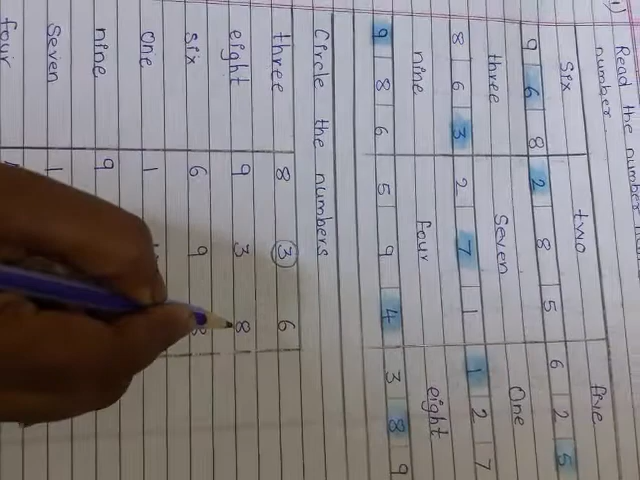 1) Read the number
number.
Six two five
9 6 8 2 8 5 6 2 5
three Seven One
8 6 3 2 7 1 1 2 7
nine four eight
9 8 6 5 9 4 3 8 9
Circle the numbers
three 8 3 6
eight 9 3 8
six 6 9
One 1
nine 9
Seven 1
four